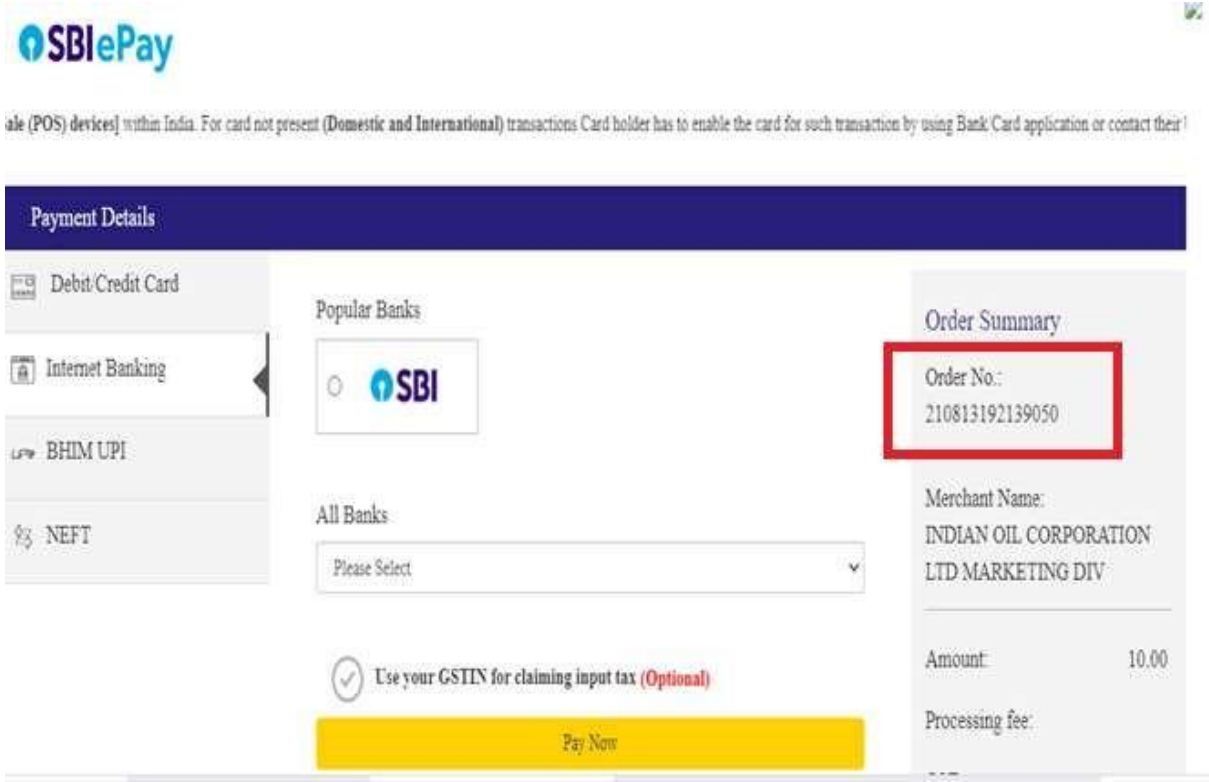 SBIePay
ale (POS) devices] within India. For card not present (Domestic and International) transactions Card holder has to enable the card for such transaction by using Bank/Card application or contact their
Payment Details
Debit/Credit Card
Internet Banking
BHIM UPI
NEFT
Popular Banks
SBI
All Banks
Please Select
Use your GSTIN for claiming input tax (Optional)
Pay Now
Order Summary
Order No.:
210813192139050
Merchant Name:
INDIAN OIL CORPORATION
LTD MARKETING DIV
Amount: 10.00
Processing fee: